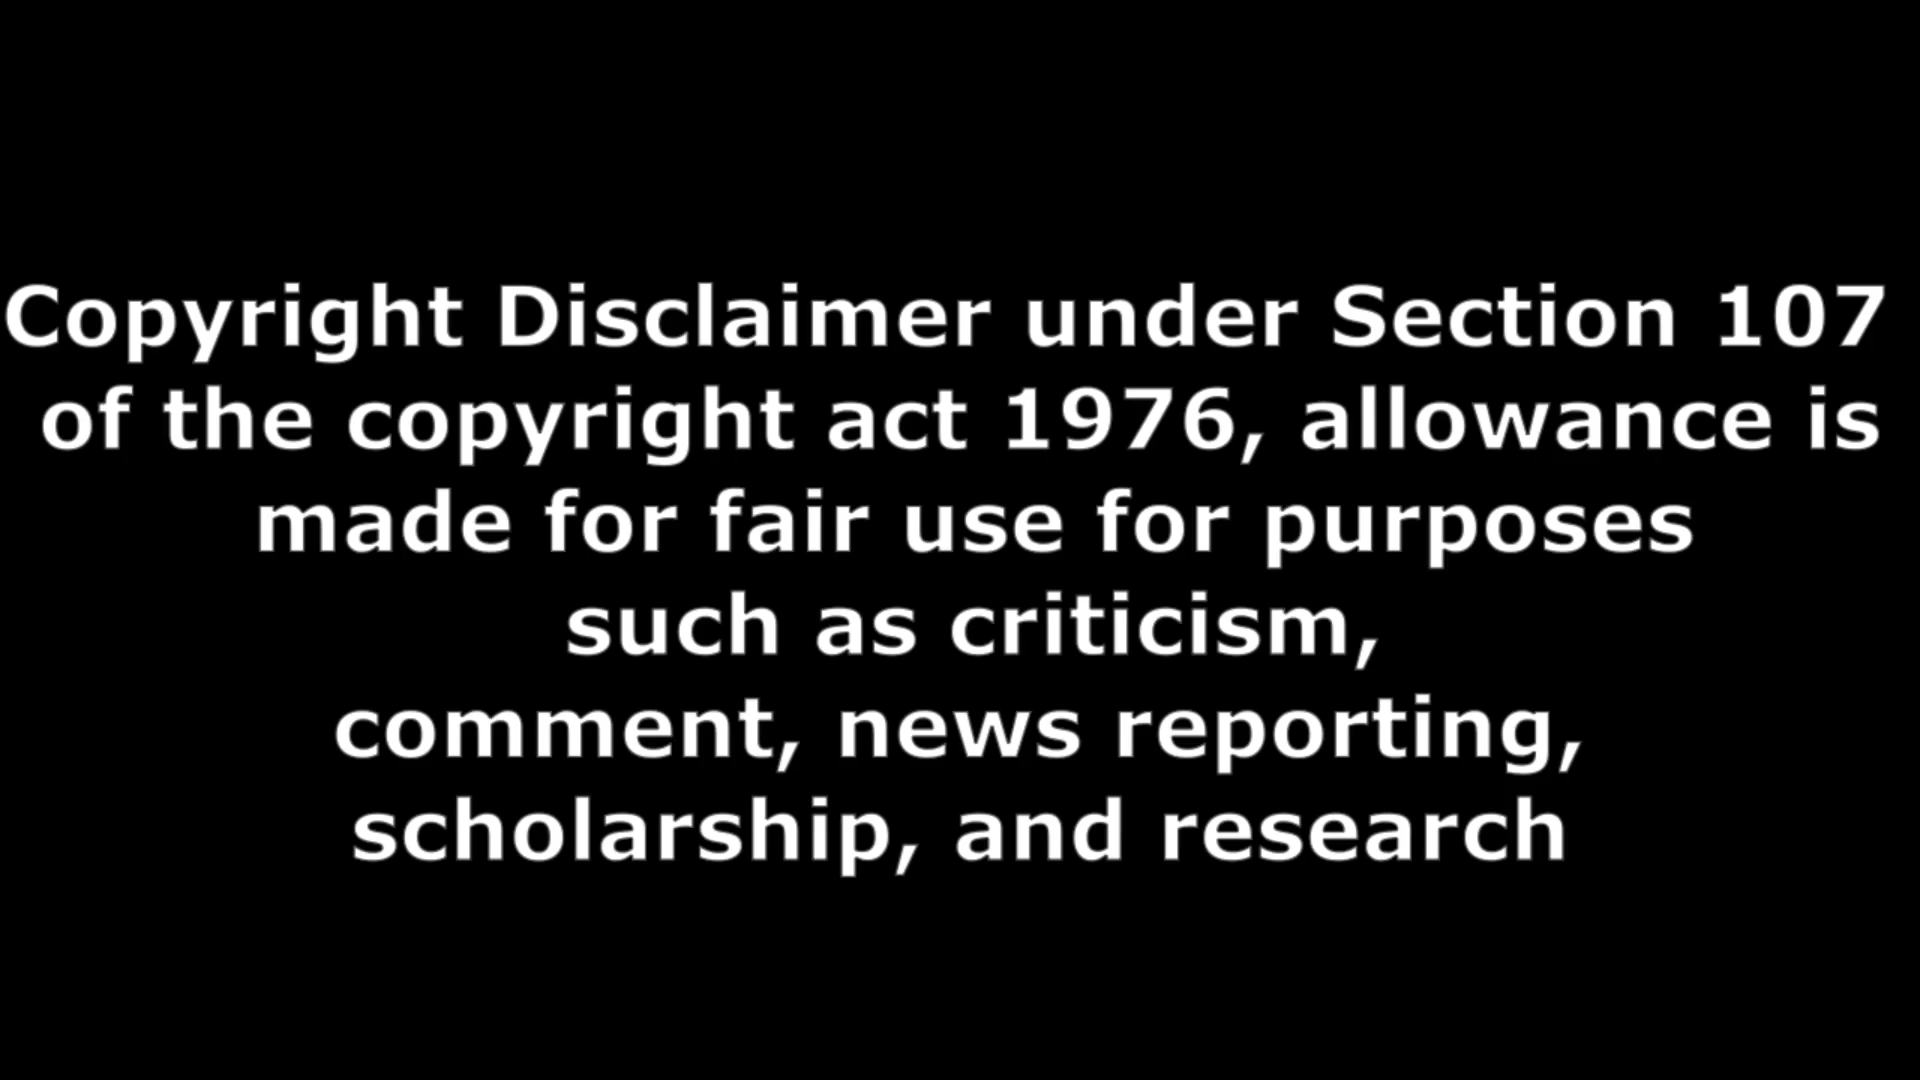 Copyright Disclaimer under Section 107
of the copyright act 1976, allowance is
made for fair use for purposes
such as criticism,
comment, news reporting,
scholarship, and research